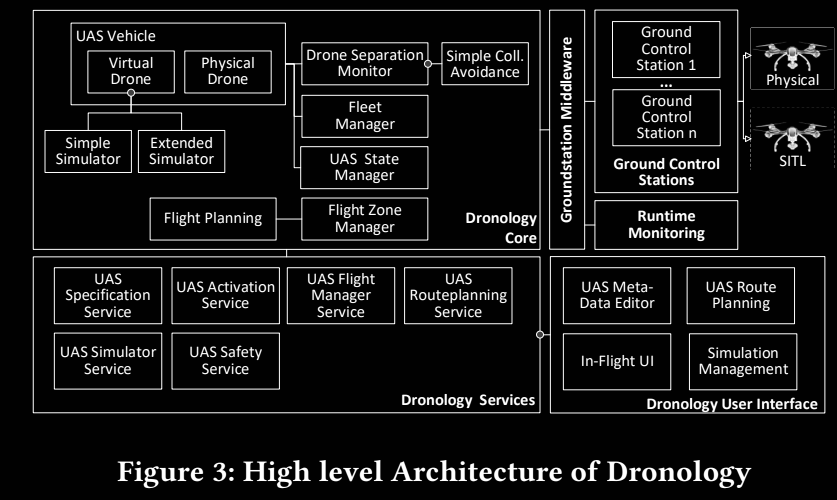 UAS Vehicle
Virtual
Drone
Physical
Drone
Simple
Simulator
Extended
Simulator
Drone Separation
Monitor
Simple Coll.
Avoidance
Fleet
Manager
UAS State
Manager
Flight Planning
Flight Zone
Manager
Dronology
Core
Groundstation Middleware
Ground
Control
Station 1
...
Ground
Control
Station n
Ground Control
Stations
Physical
SITL
Runtime
Monitoring
UAS
Specification
Service
UAS Activation
Service
UAS Flight
Manager
Service
UAS
Routeplanning
Service
UAS Simulator
Service
UAS Safety
Service
Dronology Services
UAS Meta-
Data Editor
UAS Route
Planning
In-Flight UI
Simulation
Management
Dronology User Interface
Figure 3: High level Architecture of Dronology